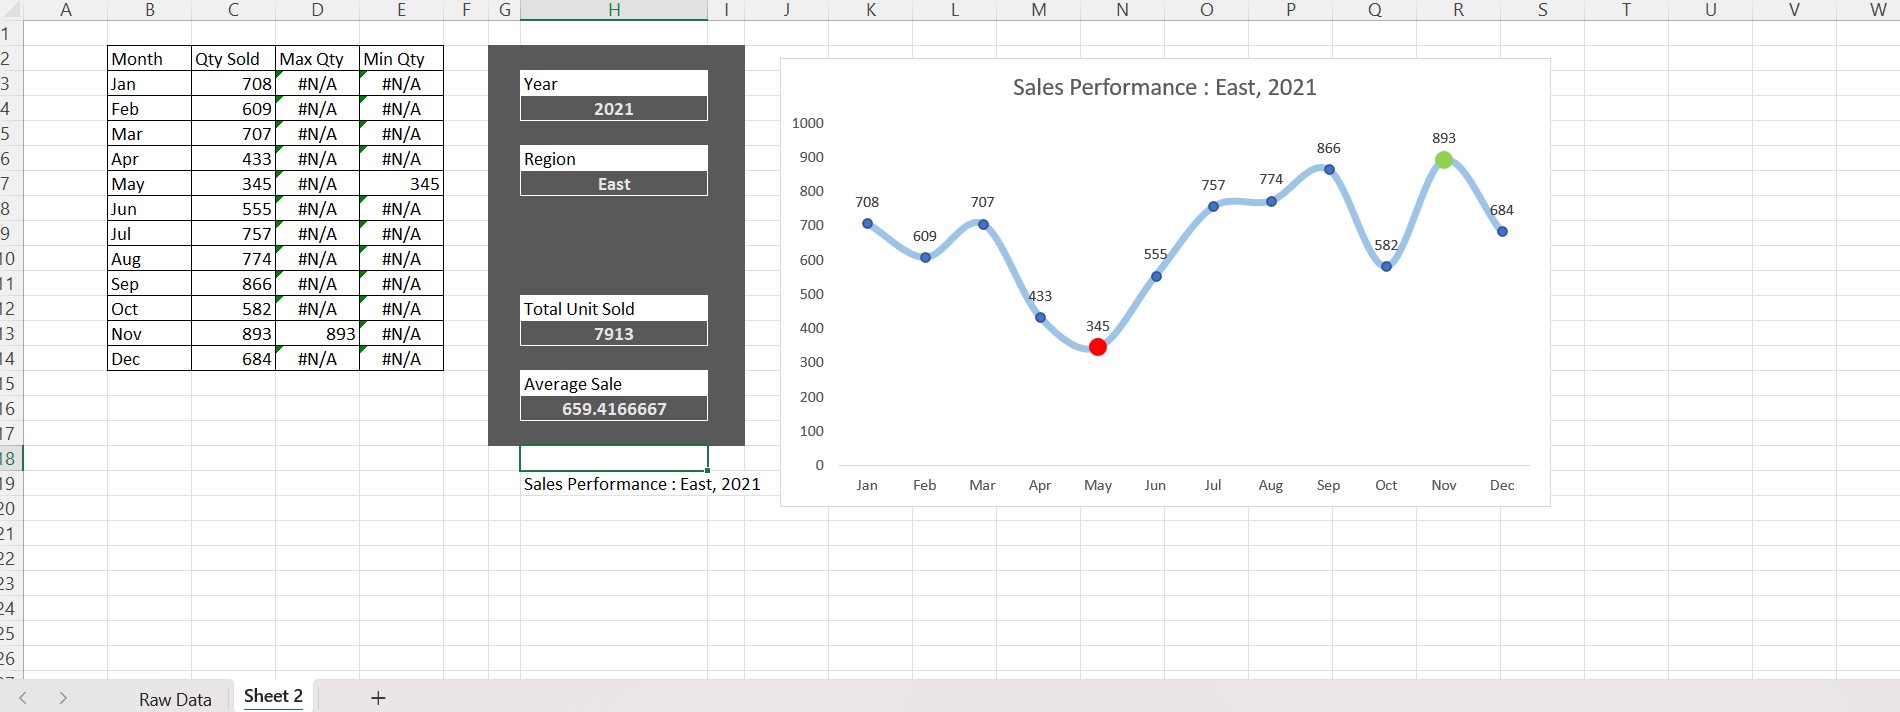 A B C D E F G H I J K L M N O P Q R S T U V W
1
2 Month Qty Sold Max Qty Min Qty
3 Jan 708 #N/A #N/A
4 Feb 609 #N/A #N/A
5 Mar 707 #N/A #N/A
6 Apr 433 #N/A #N/A
7 May 345 #N/A 345
8 Jun 555 #N/A #N/A
9 Jul 757 #N/A #N/A
10 Aug 774 #N/A #N/A
11 Sep 866 #N/A #N/A
12 Oct 582 #N/A #N/A
13 Nov 893 893 #N/A
14 Dec 684 #N/A #N/A
15
16
17
18
19
20
21
22
23
24
25
26
Year
2021
Region
East
Total Unit Sold
7913
Average Sale
659.4166667
Sales Performance : East, 2021
Sales Performance : East, 2021
1000
900
800
700
600
500
400
300
200
100
0
708 609 707 433 345 555 757 774 866 582 893 684
Jan Feb Mar Apr May Jun Jul Aug Sep Oct Nov Dec
Raw Data Sheet 2 +